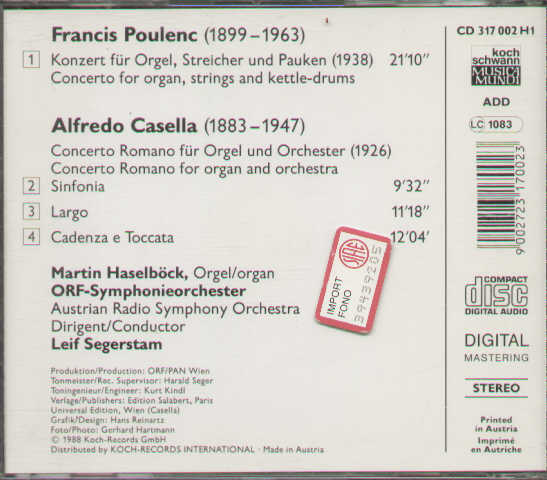 Francis Poulenc (1899–1963)
1 Konzert für Orgel, Streicher und Pauken (1938) 21'10"
Concerto for organ, strings and kettle-drums
Alfredo Casella (1883–1947)
Concerto Romano für Orgel und Orchester (1926)
Concerto Romano for organ and orchestra
2 Sinfonia 9'32"
3 Largo 11'18"
4 Cadenza e Toccata 12'04'
Martin Haselböck, Orgel/organ
ORF-Symphonieorchester
Austrian Radio Symphony Orchestra
Dirigent/Conductor
Leif Segerstam
Produktion/Production: ORF/PAN Wien
Tonmeister/Rec. Supervisor: Harald Seger
Toningenieur/Engineer: Kurt Kindl
Verlage/Publishers: Edition Salabert, Paris
Universal Edition, Wien (Casella)
Grafik/Design: Hans Reinartz
Foto/Photo: Gerhard Hartmann
© 1988 Koch-Records GmbH
Distributed by KOCH-RECORDS INTERNATIONAL · Made in Austria
SIAE
IMPORT
FONO
39439205
CD 317 002 H1
koch
schwann
MUSICA
MUNDI
ADD
LC 1083
9 002723 170023
COMPACT
disc
DIGITAL AUDIO
DIGITAL
MASTERING
STEREO
Printed
in Austria
Imprimé
en Autriche